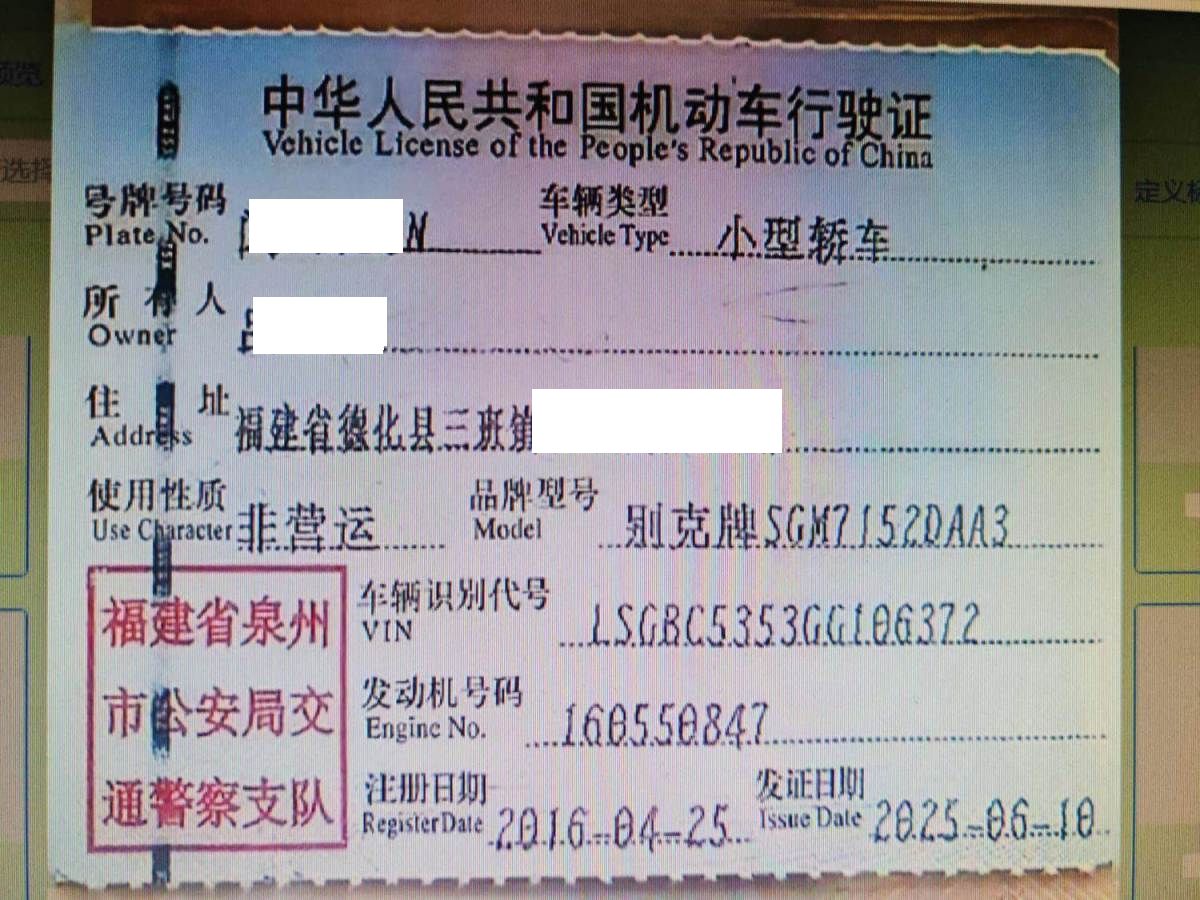 预览
选择
定义
中华人民共和国机动车行驶证
Vehicle License of the People's Republic of China
号牌号码 N 车辆类型 小型轿车
Plate No. Vehicle Type
所有人
Owner
住址 福建省德化县三班镇
Address
使用性质 非营运 品牌型号 别克牌SGM7152DAA3
Use Character Model
车辆识别代号 LSGBC5353GG106372
VIN
发动机号码 160550847
Engine No.
注册日期 2016-04-25 发证日期 2025-06-10
Register Date Issue Date
福建省泉州
市公安局交
通警察支队